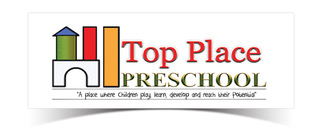 Top Place
PRESCHOOL
"A place where Children play, learn, develop and reach their Potential"